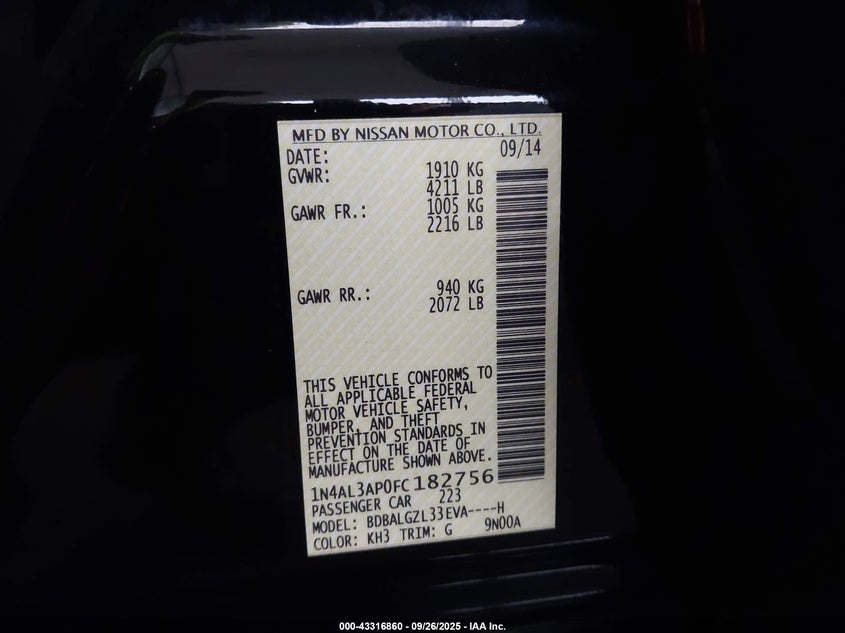 MFD BY NISSAN MOTOR CO., LTD.
DATE: 09/14
GVWR: 1910 KG
4211 LB
GAWR FR.: 1005 KG
2216 LB
GAWR RR.: 940 KG
2072 LB
THIS VEHICLE CONFORMS TO
ALL APPLICABLE FEDERAL
MOTOR VEHICLE SAFETY,
BUMPER, AND THEFT
PREVENTION STANDARDS IN
EFFECT ON THE DATE OF
MANUFACTURE SHOWN ABOVE.
1N4AL3AP0FC182756
PASSENGER CAR 223
MODEL: BDBALGZL33EVA----H
COLOR: KH3 TRIM: G 9N00A
000-43316860 - 09/26/2025 - IAA Inc.